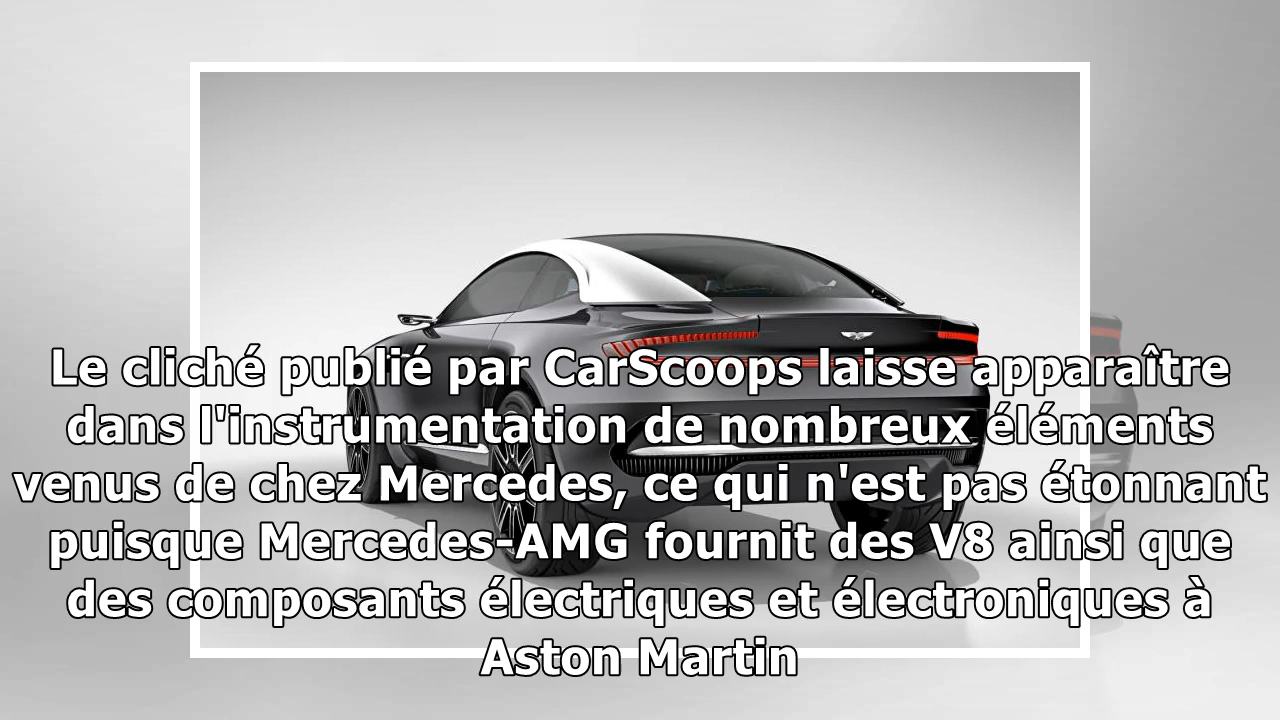 Le cliché publié par CarScoops laisse apparaître
dans l'instrumentation de nombreux éléments
venus de chez Mercedes, ce qui n'est pas étonnant
puisque Mercedes-AMG fournit des V8 ainsi que
des composants électriques et électroniques à
Aston Martin